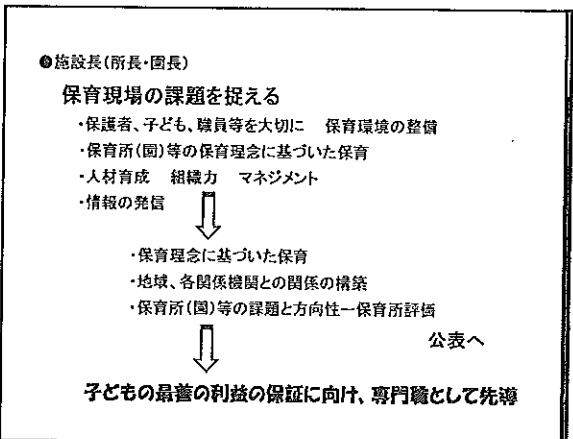 ●施設長(所長・園長)
保育現場の課題を捉える
・保護者、子ども、職員等を大切に　保育環境の整備
・保育所(園)等の保育理念に基づいた保育
・人材育成　組織力　マネジメント
・情報の発信
・保育理念に基づいた保育
・地域、各関係機関との関係の構築
・保育所(園)等の課題と方向性ー保育所評価
公表へ
子どもの最善の利益の保証に向け、専門職として先導